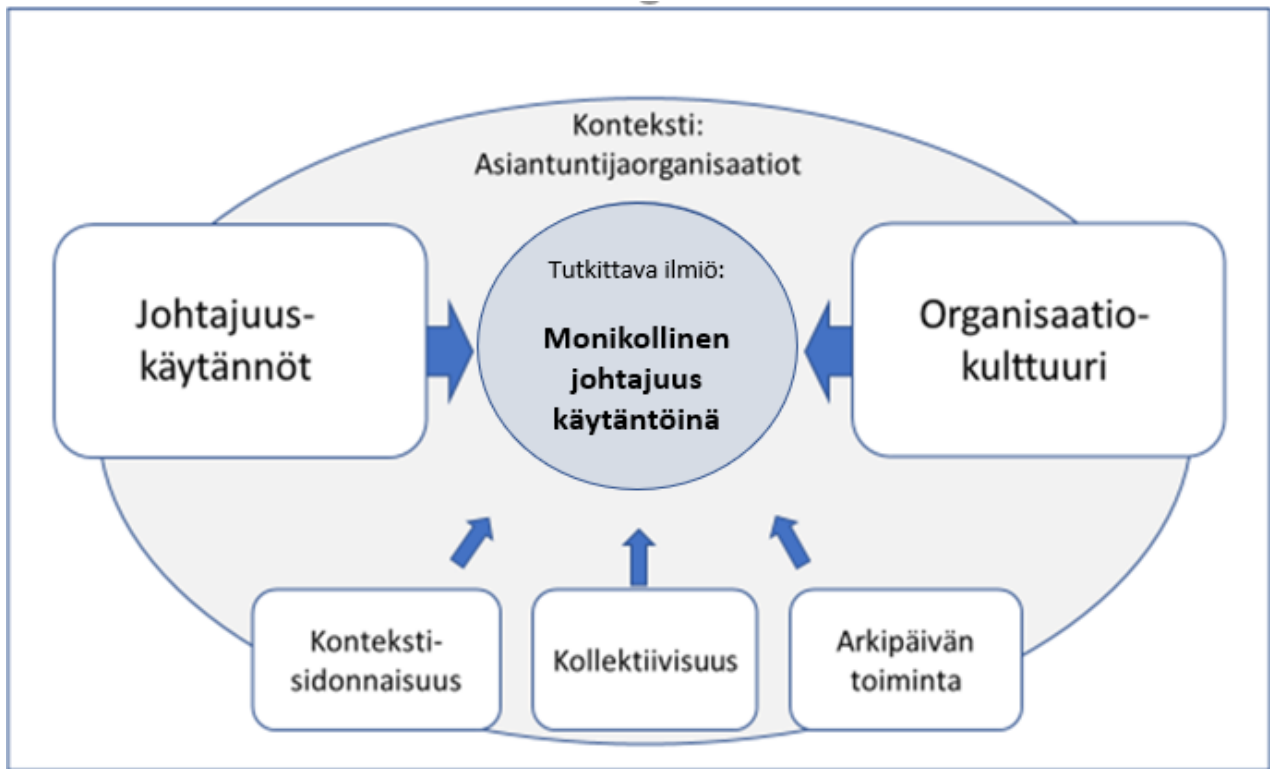 Konteksti:
Asiantuntijaorganisaatiot
Johtajuus-
käytännöt
Tutkittava ilmiö:
Monikollinen
johtajuus
käytäntöinä
Organisaatio-
kulttuuri
Konteksti-
sidonnaisuus
Kollektiivisuus
Arkipäivän
toiminta